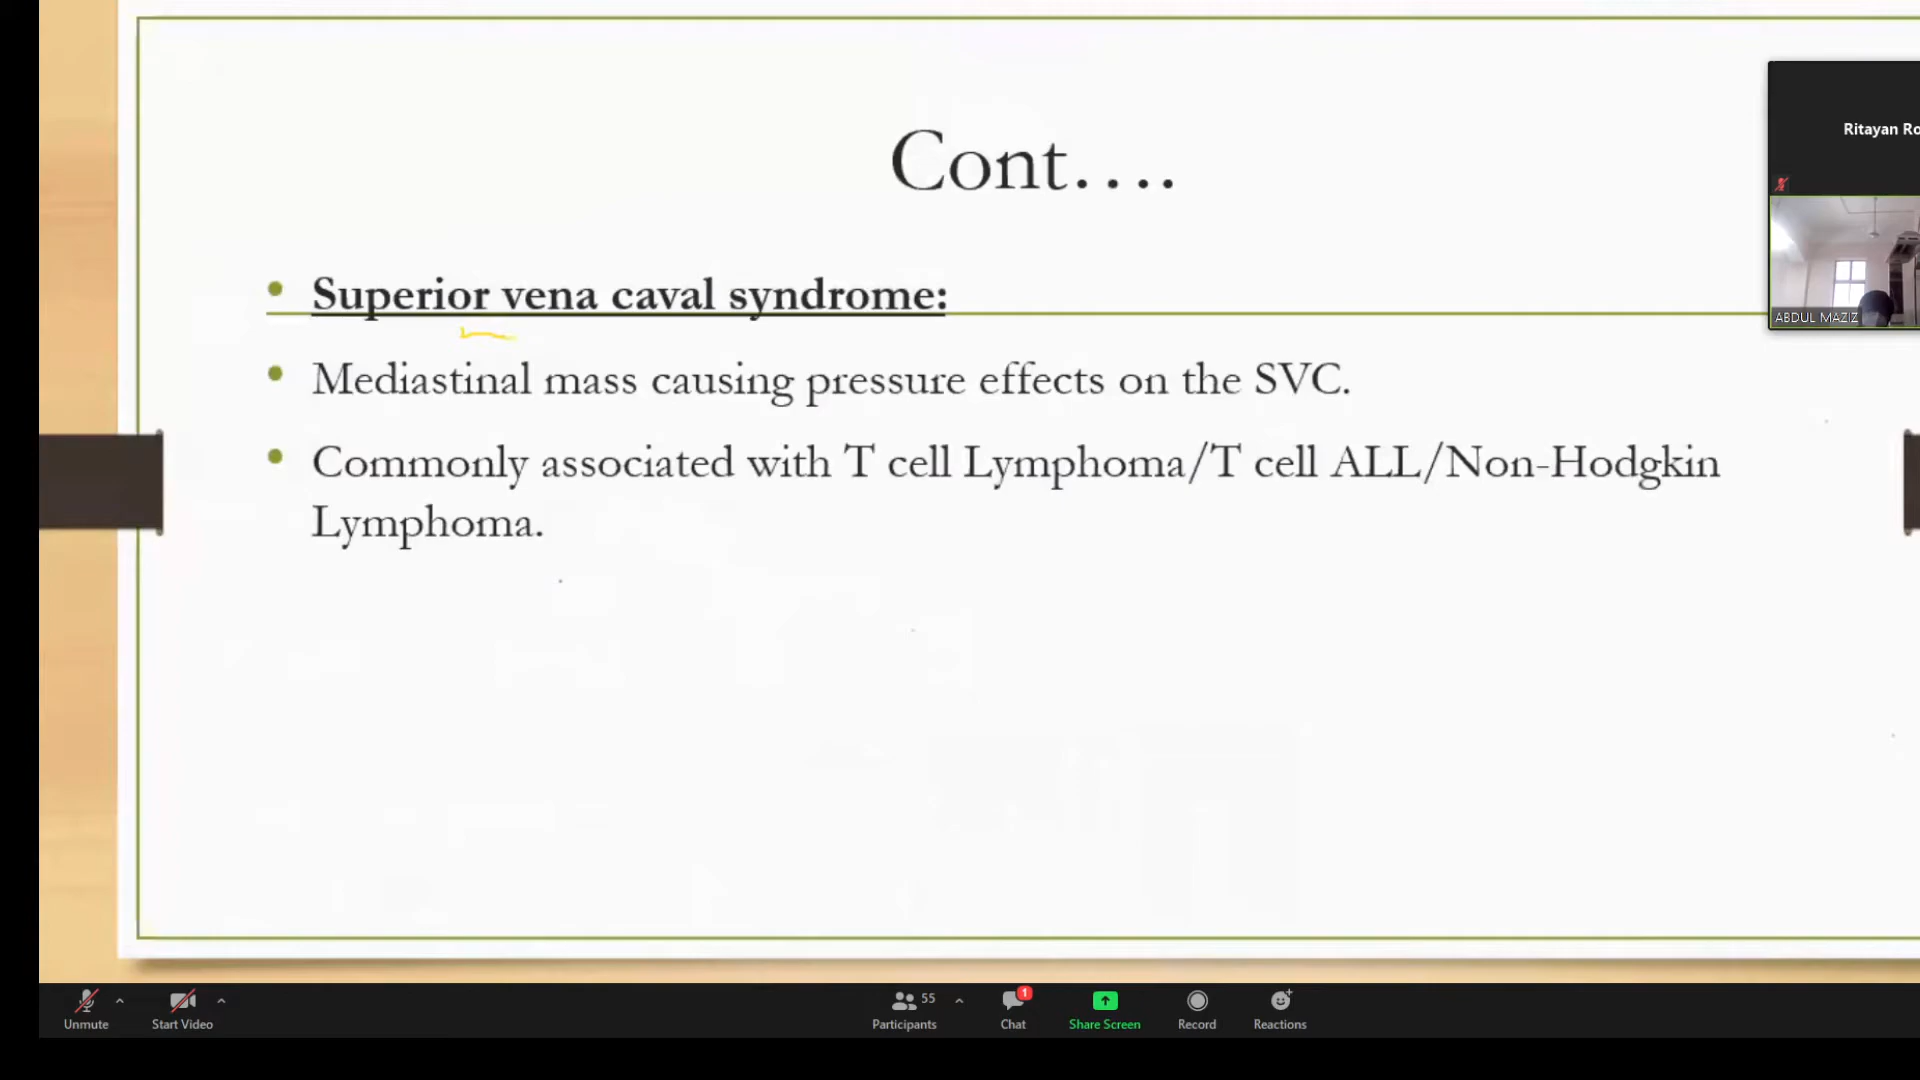 Cont….
Superior vena caval syndrome:
Mediastinal mass causing pressure effects on the SVC.
Commonly associated with T cell Lymphoma/T cell ALL/Non-Hodgkin
Lymphoma.
Ritayan Ro
ABDUL MAZIZ
55
1
Unmute
Start Video
Participants
Chat
Share Screen
Record
Reactions